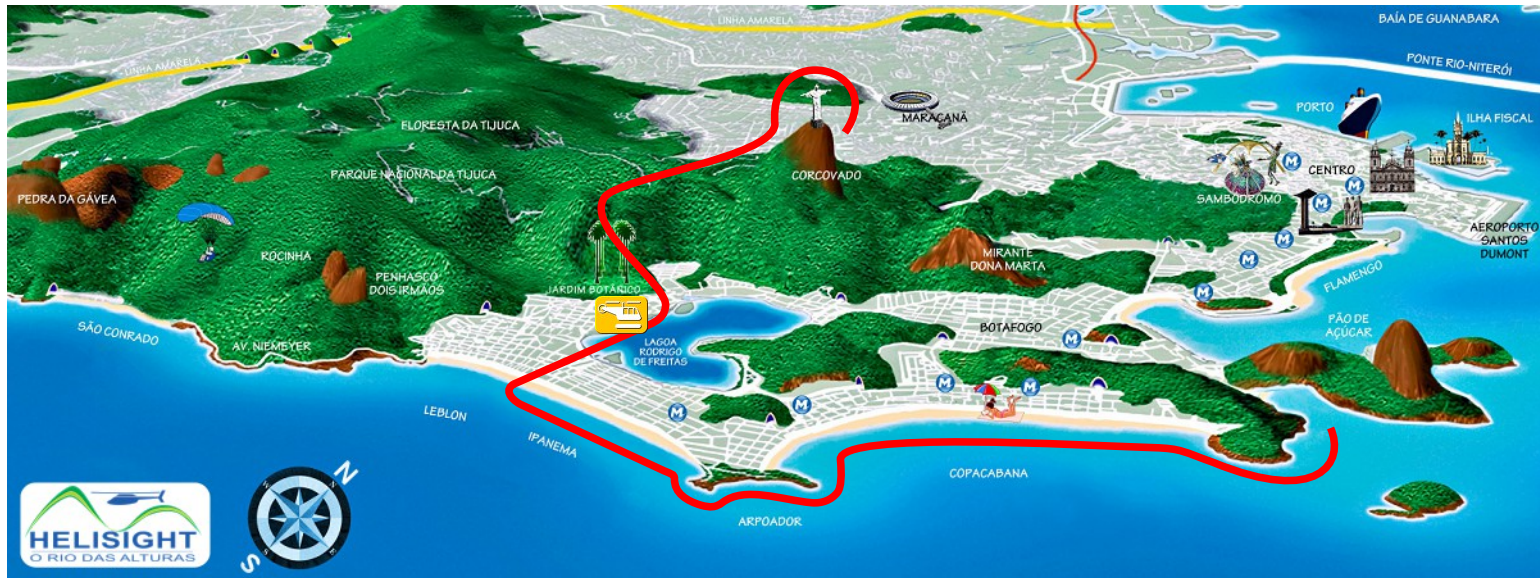 LINHA AMARELA
BAÍA DE GUANABARA
LINHA AMARELA
PONTE RIO-NITERÓI
PORTO
ILHA FISCAL
MARACANÃ
FLORESTA DA TIJUCA
CENTRO
M
M
M
CORCOVADO
PARQUE NACIONAL DA TIJUCA
PEDRA DA GÁVEA
SAMBÓDROMO
AEROPORTO
SANTOS
DUMONT
M
M
M
ROCINHA
MIRANTE
DONA MARTA
FLAMENGO
PENHASCO
DOIS IRMÃOS
JARDIM BOTÂNICO
SÃO CONRADO
AV. NIEMEYER
BOTAFOGO
M
PÃO DE
AÇÚCAR
LAGOA
RODRIGO
DE FREITAS
M
M
M
M
LEBLON
IPANEMA
COPACABANA
ARPOADOR
N
S
HELISIGHT
O RIO DAS ALTURAS